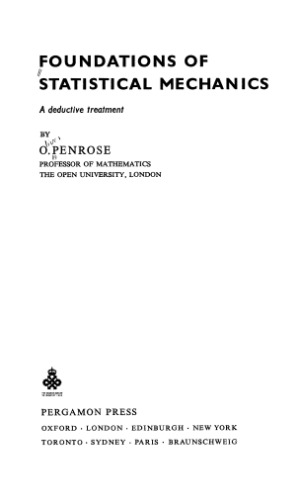 FOUNDATIONS OF
STATISTICAL MECHANICS
A deductive treatment
BY
O. PENROSE
PROFESSOR OF MATHEMATICS
THE OPEN UNIVERSITY, LONDON
PERGAMON PRESS
OXFORD · LONDON · EDINBURGH · NEW YORK
TORONTO · SYDNEY · PARIS · BRAUNSCHWEIG